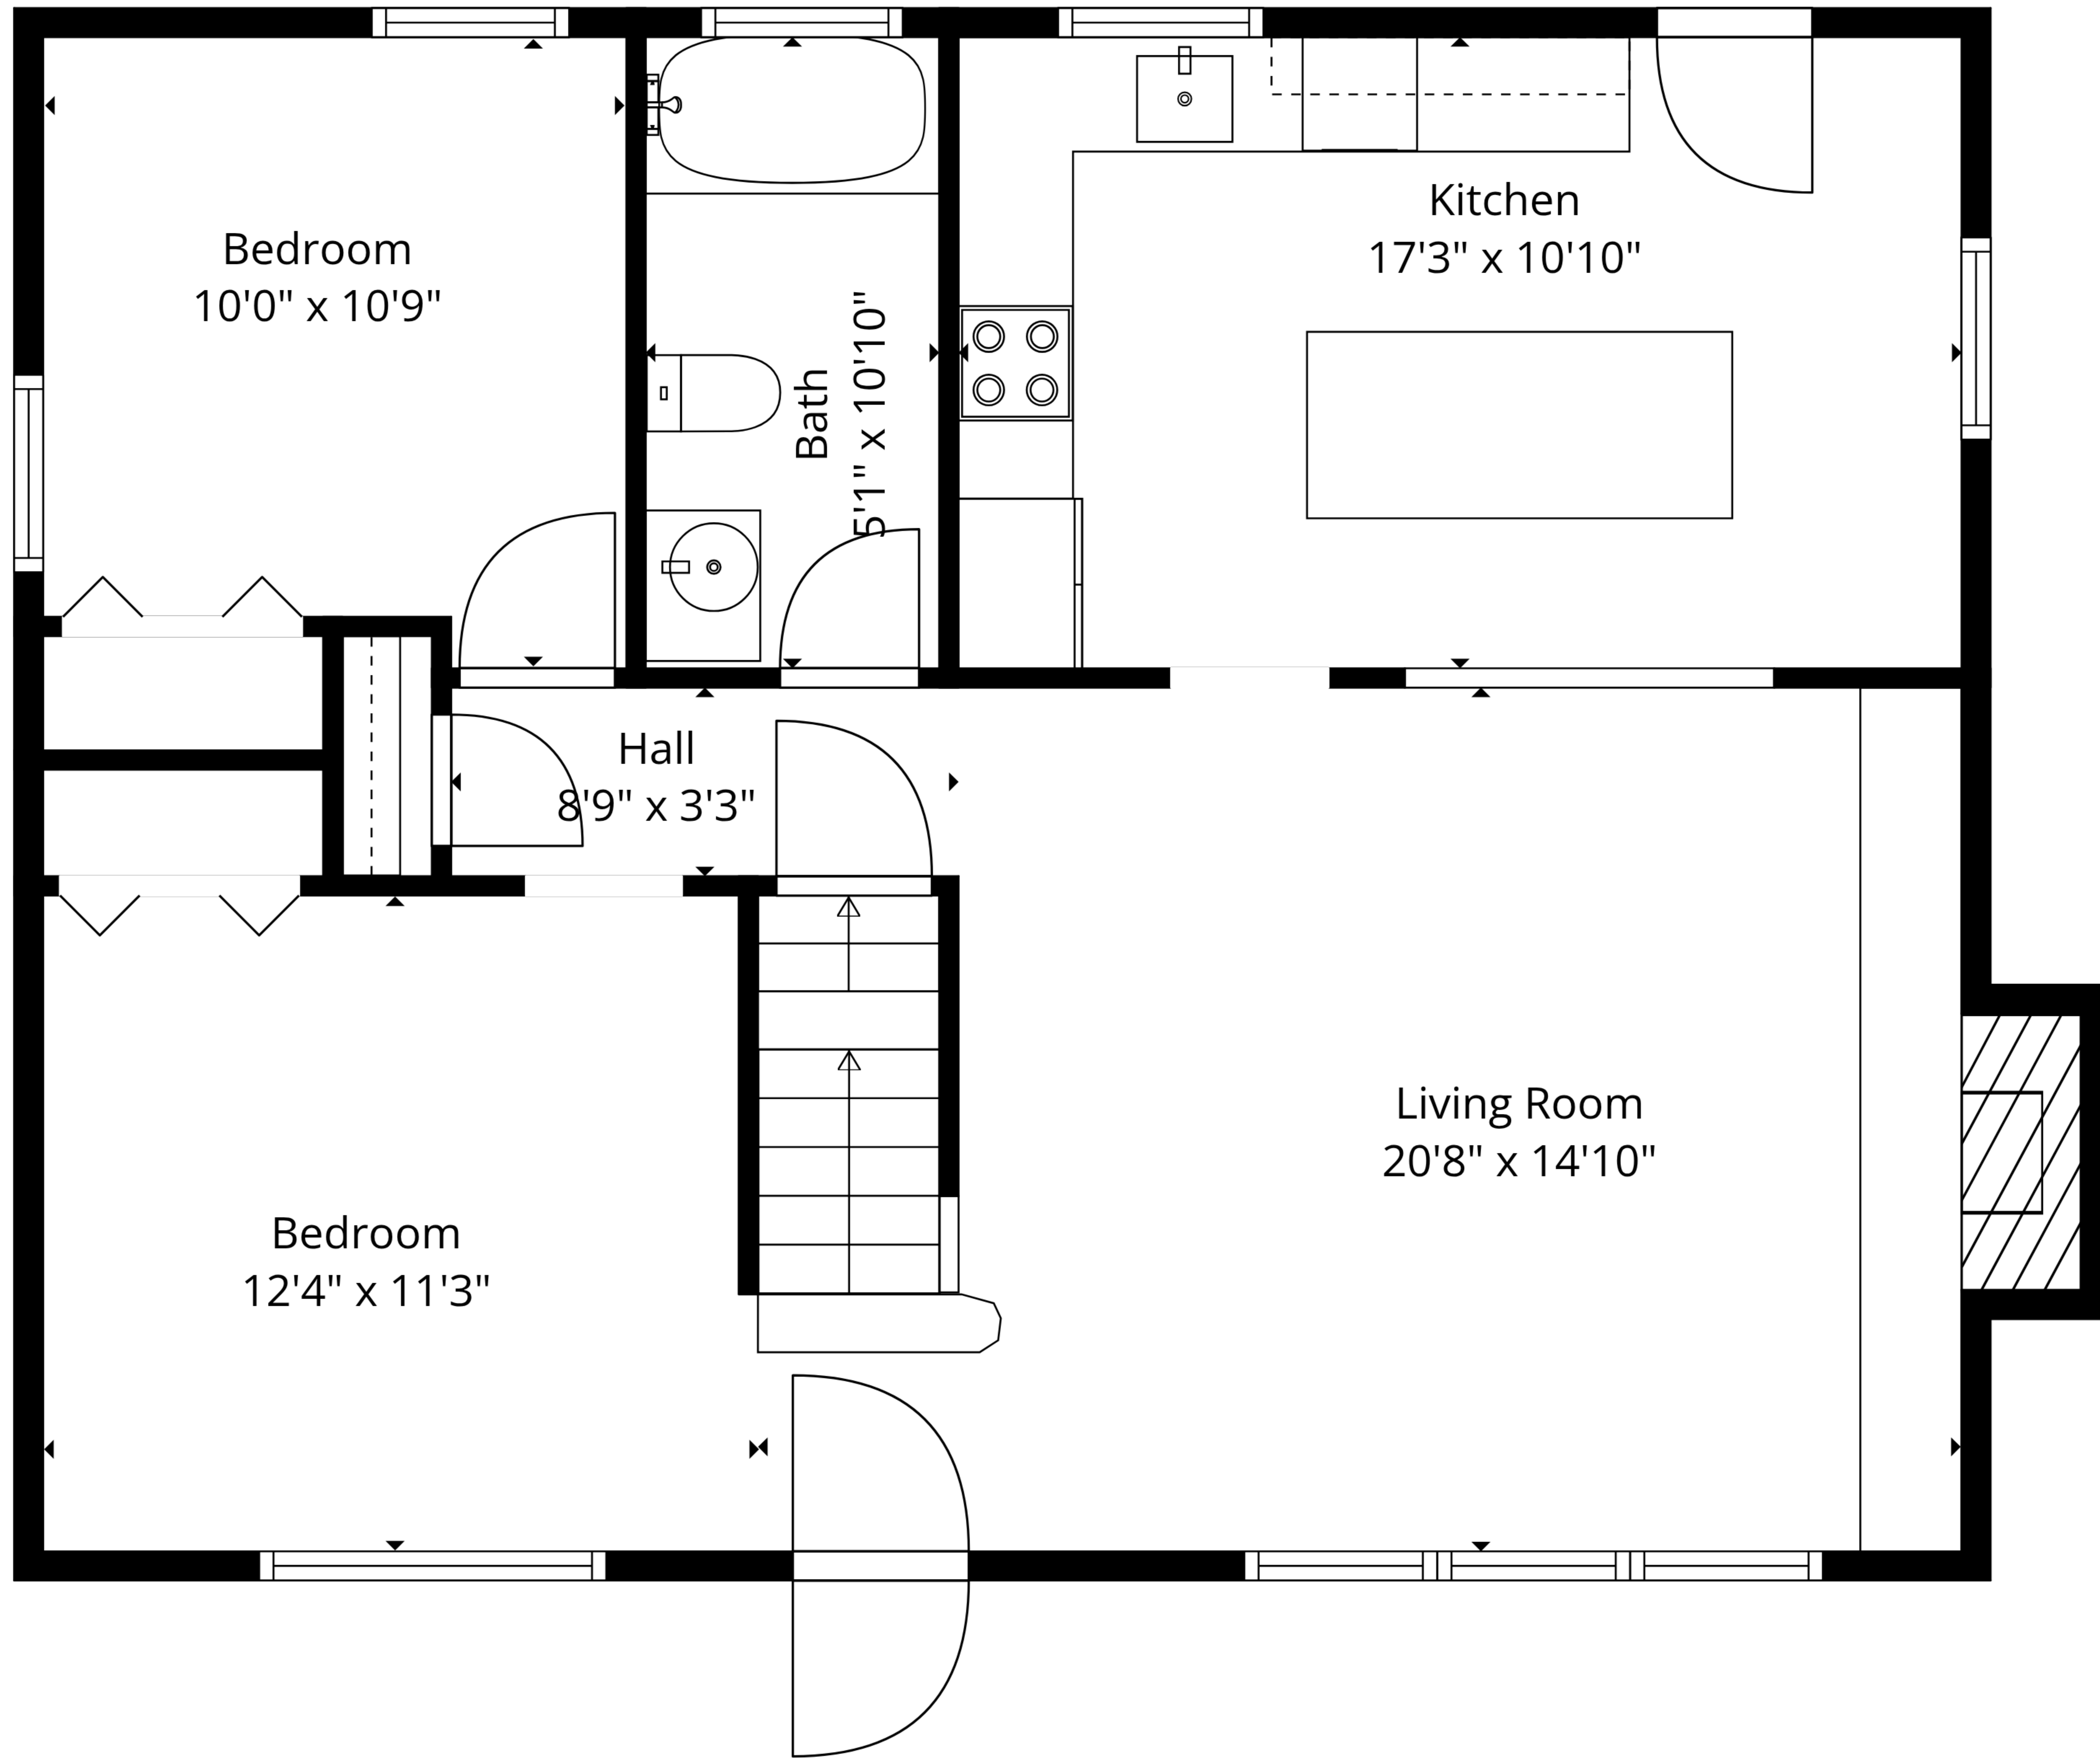 Kitchen
17'3" x 10'10"
Bedroom
10'0" x 10'9"
Bath
5'1" x 10'10"
Hall
8'9" x 3'3"
Living Room
20'8" x 14'10"
Bedroom
12'4" x 11'3"